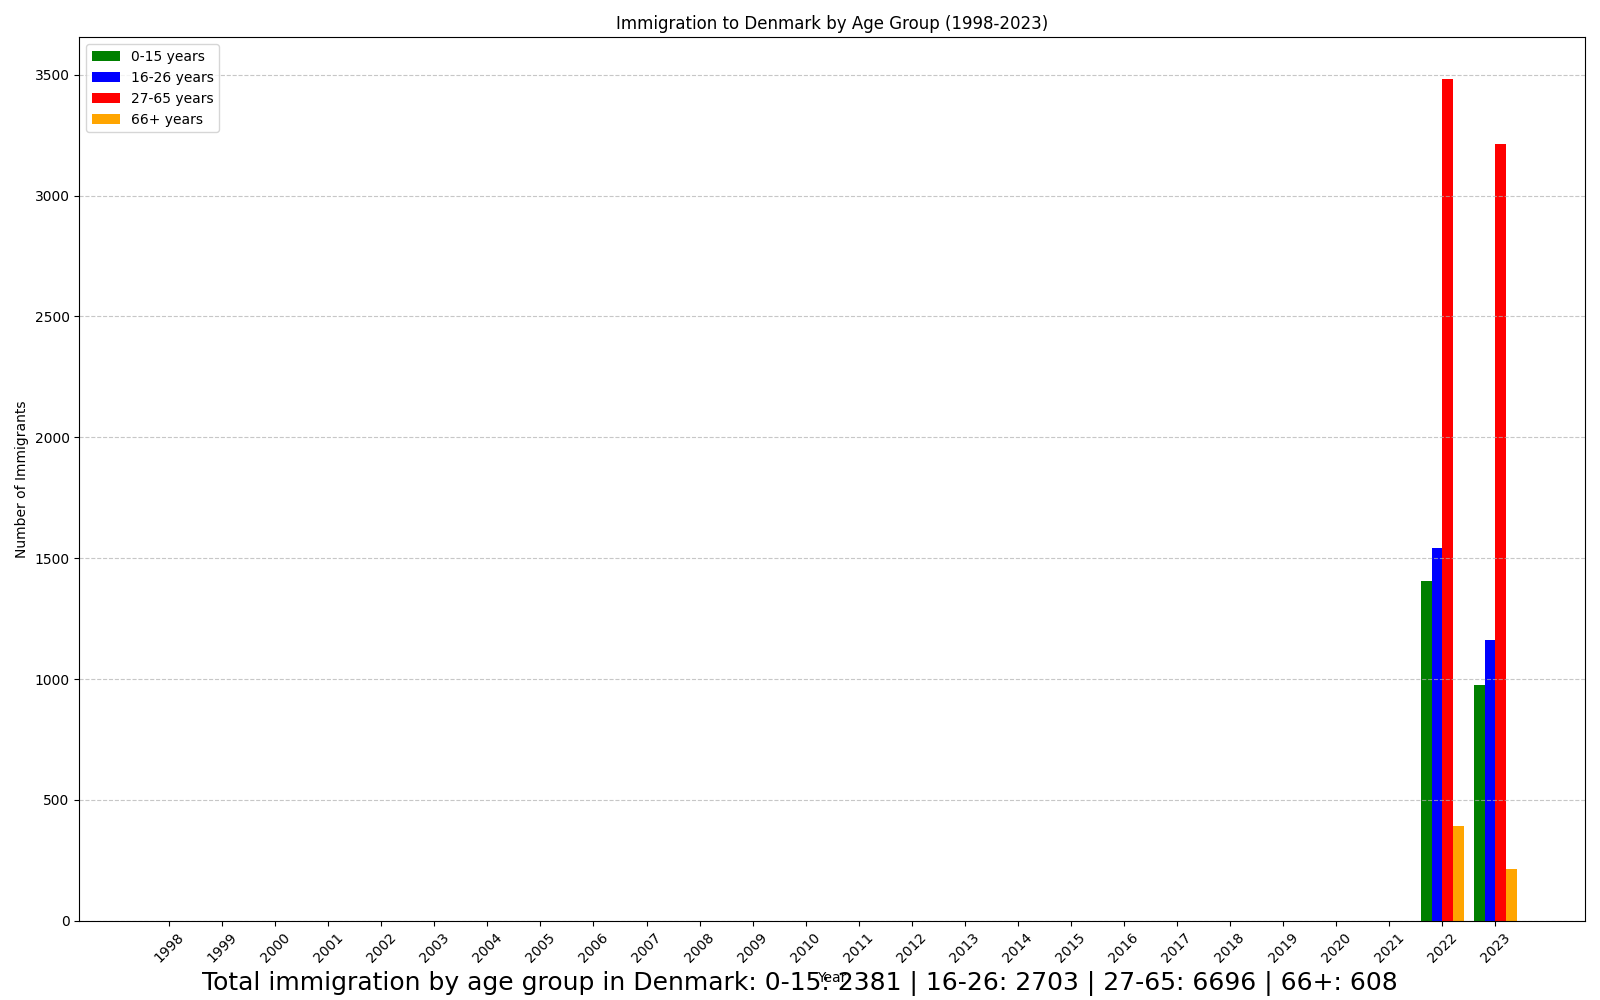 Immigration to Denmark by Age Group (1998-2023)
0-15 years
16-26 years
27-65 years
66+ years
Number of Immigrants
3500
3000
2500
2000
1500
1000
500
0
1998 1999 2000 2001 2002 2003 2004 2005 2006 2007 2008 2009 2010 2011 2012 2013 2014 2015 2016 2017 2018 2019 2020 2021 2022 2023
Year
Total immigration by age group in Denmark: 0-15: 2381 | 16-26: 2703 | 27-65: 6696 | 66+: 608